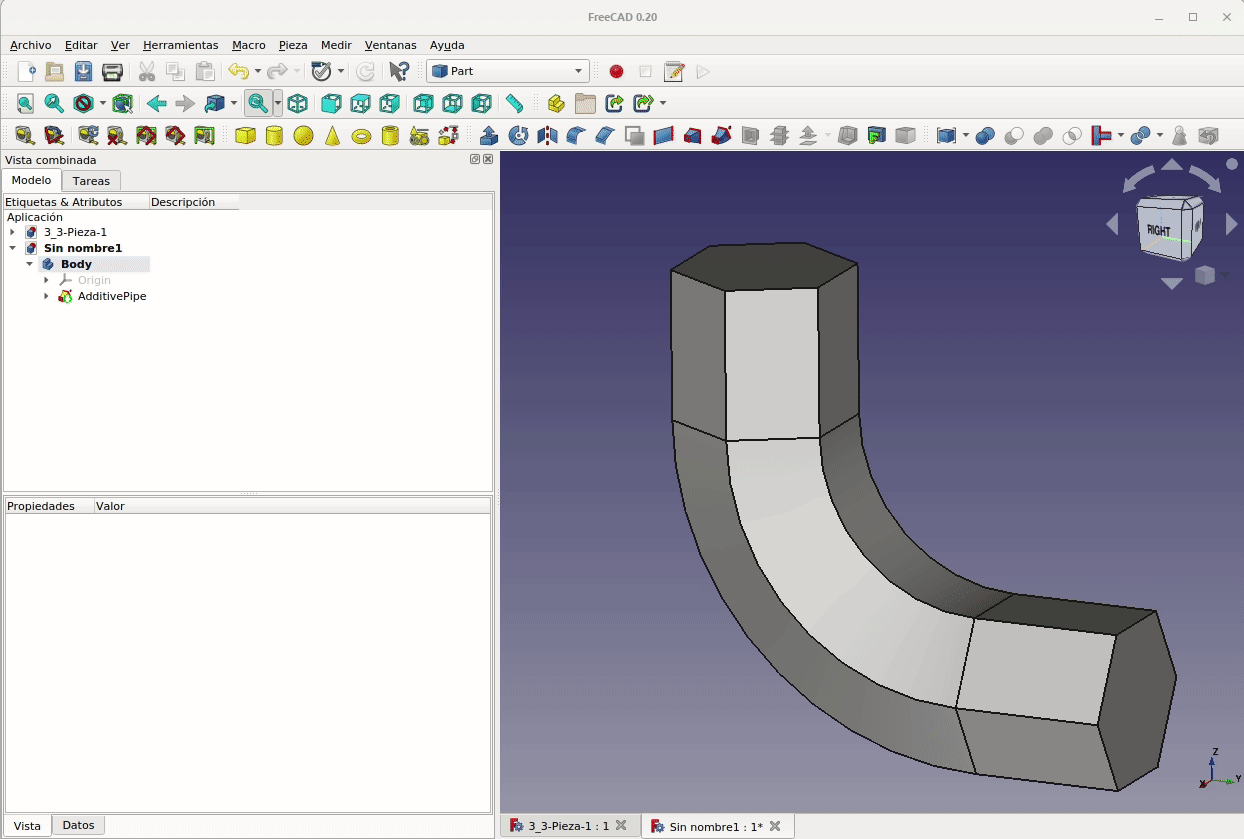 FreeCAD 0.20
Archivo Editar Ver Herramientas Macro Pieza Medir Ventanas Ayuda
Part
Vista combinada
Modelo Tareas
Etiquetas & Atributos Descripción
Aplicación
3_3-Pieza-1
Sin nombre1
Body
Origin
AdditivePipe
RIGHT
Propiedades Valor
Z
Y
X
Vista Datos
3_3-Pieza-1 : 1 Sin nombre1 : 1*